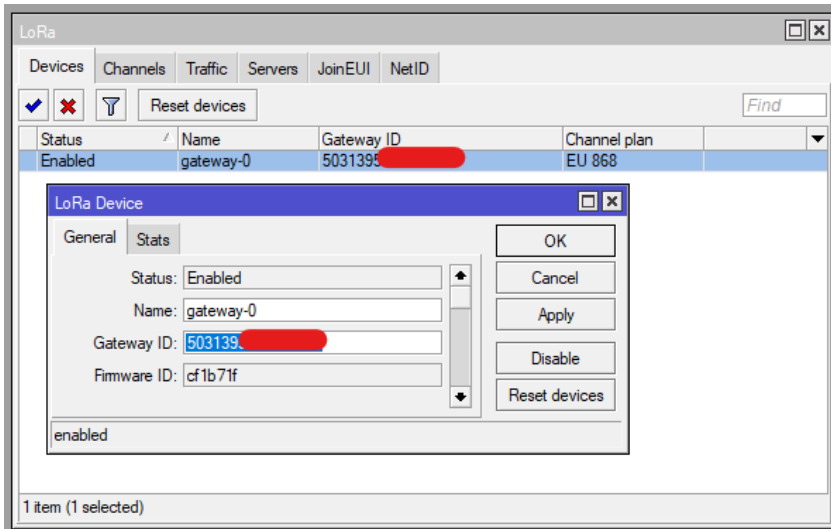 LoRa
Devices Channels Traffic Servers JoinEUI NetID
Reset devices Find
Status Name Gateway ID Channel plan
Enabled gateway-0 5031395 EU 868
LoRa Device
General Stats
OK
Status: Enabled
Cancel
Name: gateway-0
Apply
Gateway ID: 503139
Disable
Firmware ID: cf1b71f
Reset devices
enabled
1 item (1 selected)